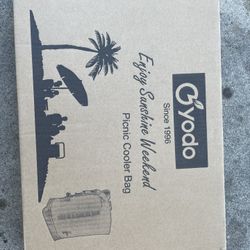 yodo
Since 1996
Enjoy Sunshine Weekend
Picnic Cooler Bag